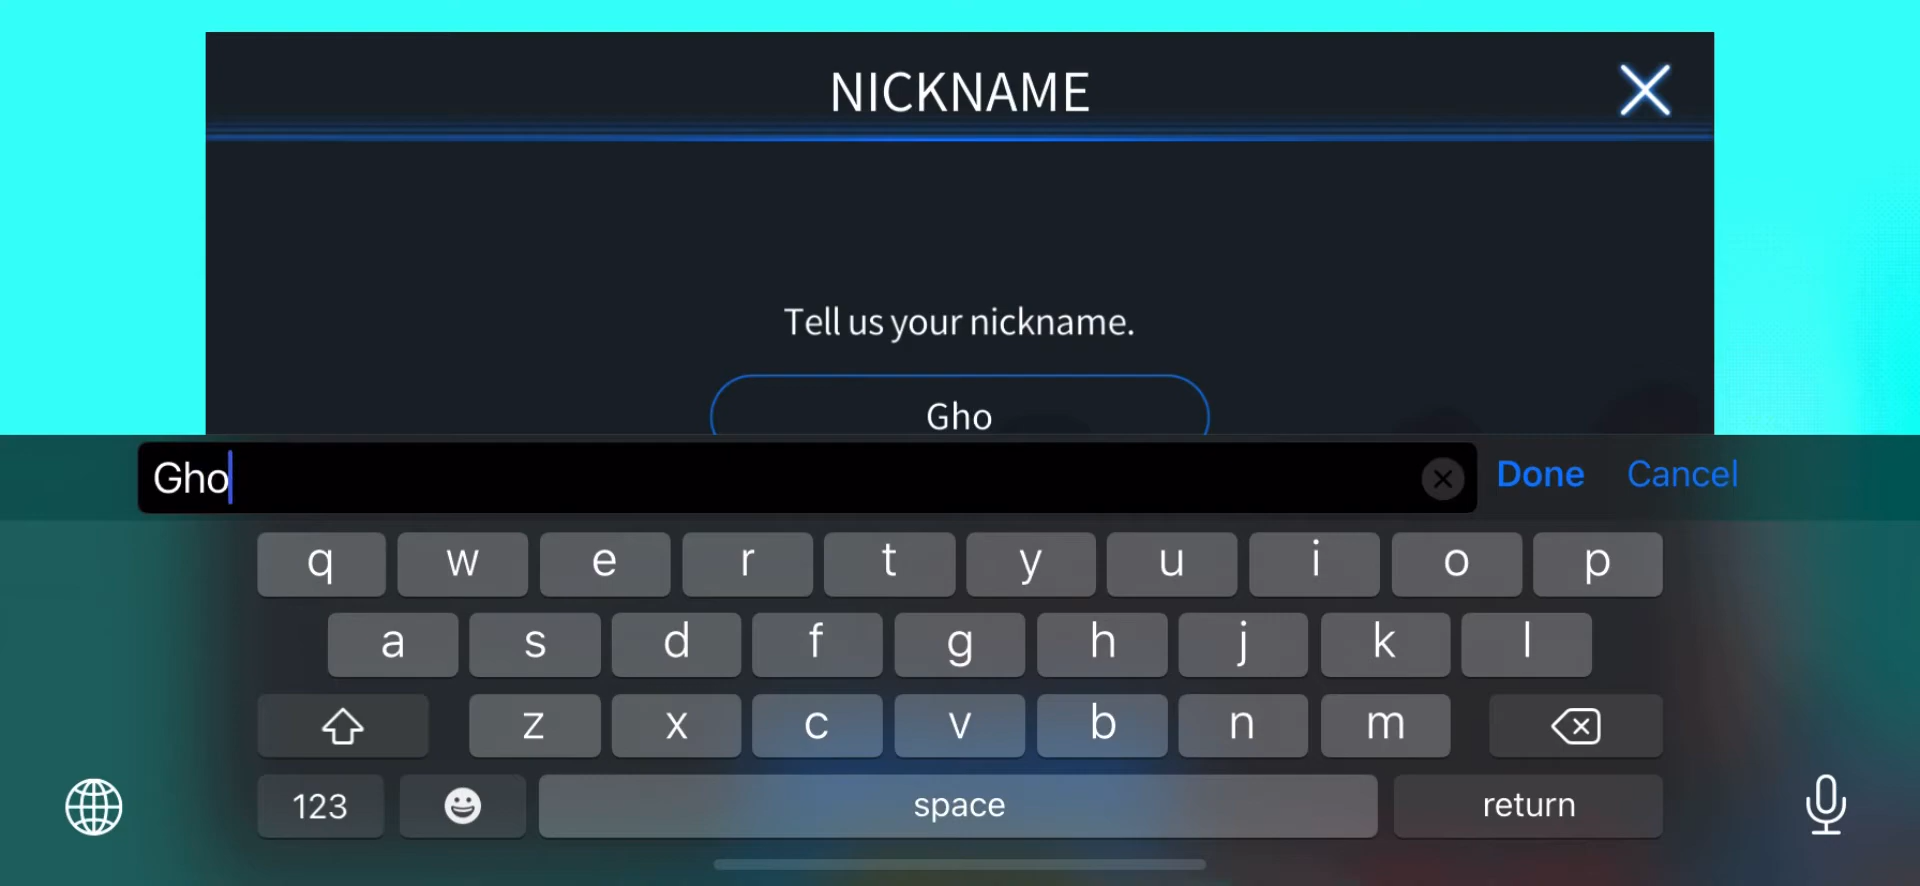 NICKNAME
Tell us your nickname.
Gho
Gho
Done Cancel
q w e r t y u i o p
a s d f g h j k l
z x c v b n m
123 space return